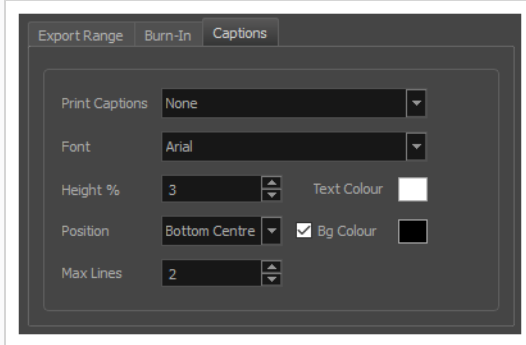 Export Range Burn-In Captions
Print Captions None
Font Arial
Height % 3 Text Colour
Position Bottom Centre Bg Colour
Max Lines 2